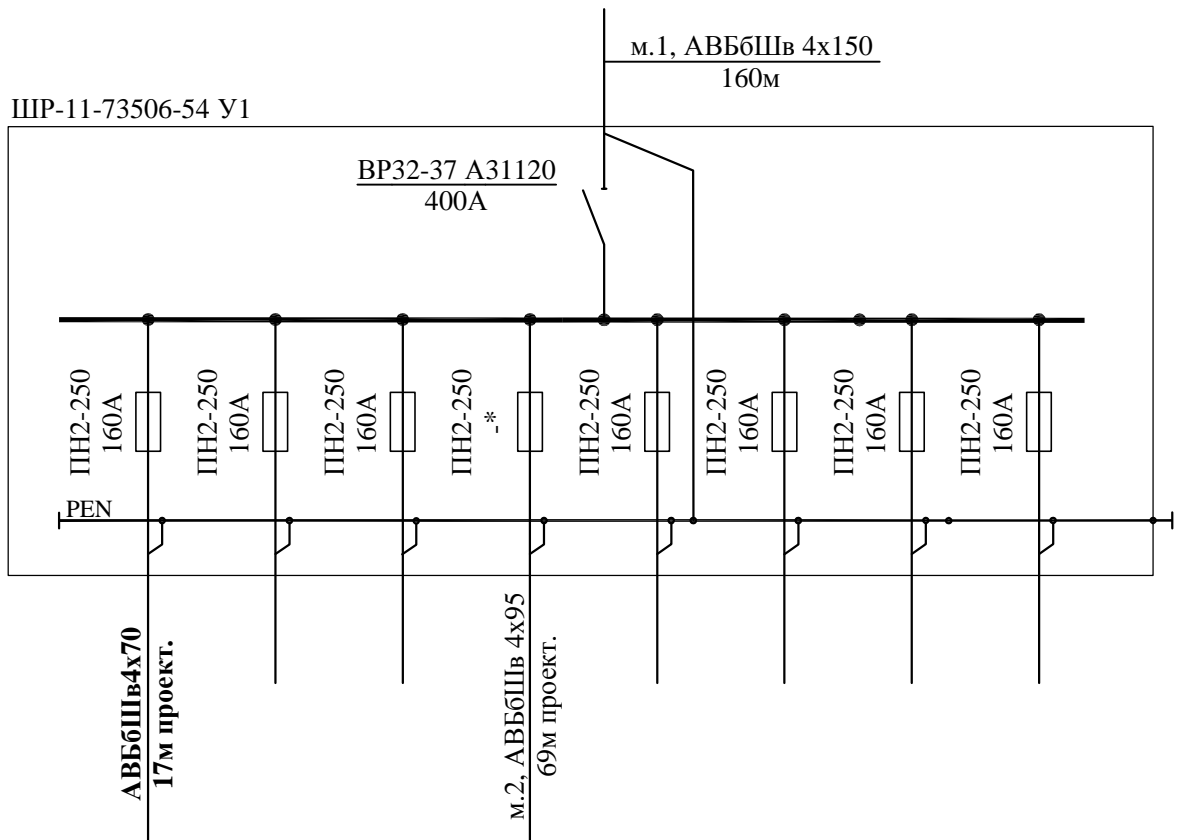 м.1, АВБбШв 4х150
160м
ШР-11-73506-54 У1
ВР32-37 А31120
400А
ПН2-250
160А
ПН2-250
160А
ПН2-250
160А
ПН2-250
-*
ПН2-250
160А
ПН2-250
160А
ПН2-250
160А
ПН2-250
160А
PEN
АВБбШв4х70
17м проект.
м.2, АВБбШв 4х95
69м проект.